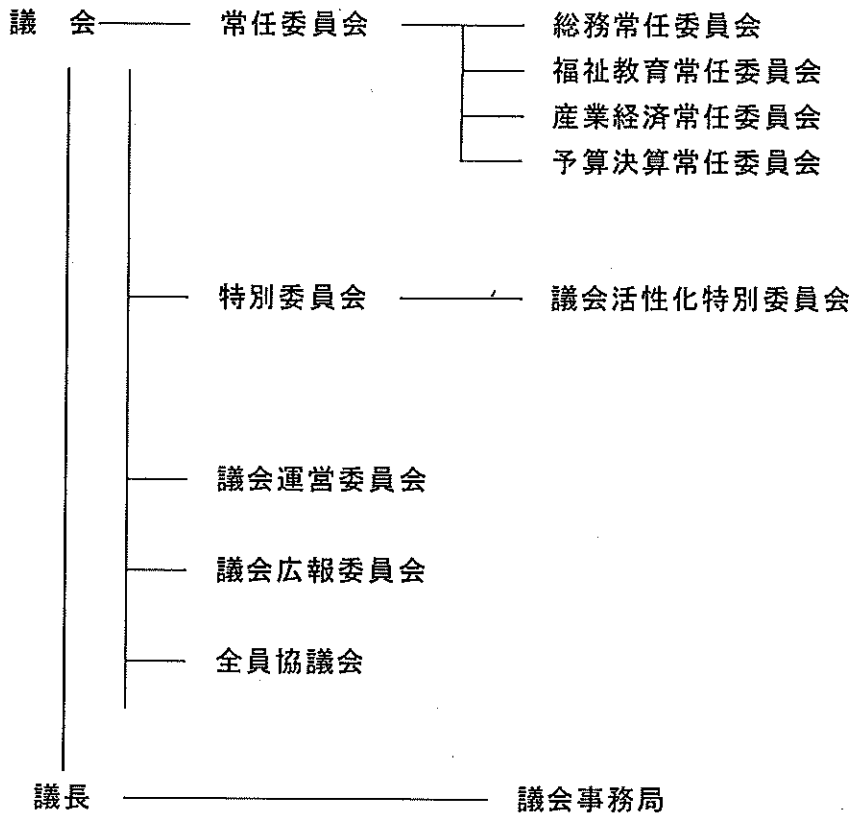 議 会 常任委員会 総務常任委員会
福祉教育常任委員会
産業経済常任委員会
予算決算常任委員会
特別委員会 議会活性化特別委員会
議会運営委員会
議会広報委員会
全員協議会
議長 議会事務局